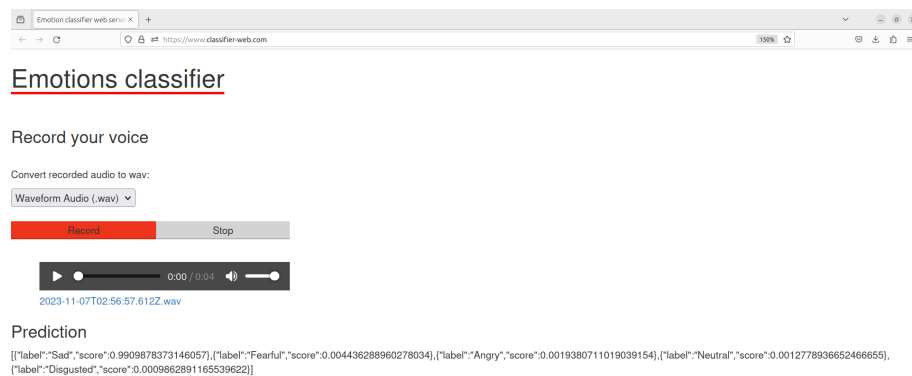 Emotion classifier web serve
https://www.classifier-web.com
150%
Emotions classifier
Record your voice
Convert recorded audio to wav:
Waveform Audio (.wav)
Record Stop
0:00 / 0:04
2023-11-07T02:56:57.612Z.wav
Prediction
[{"label":"Sad","score":0.9909878373146057},{"label":"Fearful","score":0.004436288960278034},{"label":"Angry","score":0.0019380711019039154},{"label":"Neutral","score":0.0012778936652466655},
{"label":"Disgusted","score":0.0009862891165539622}]